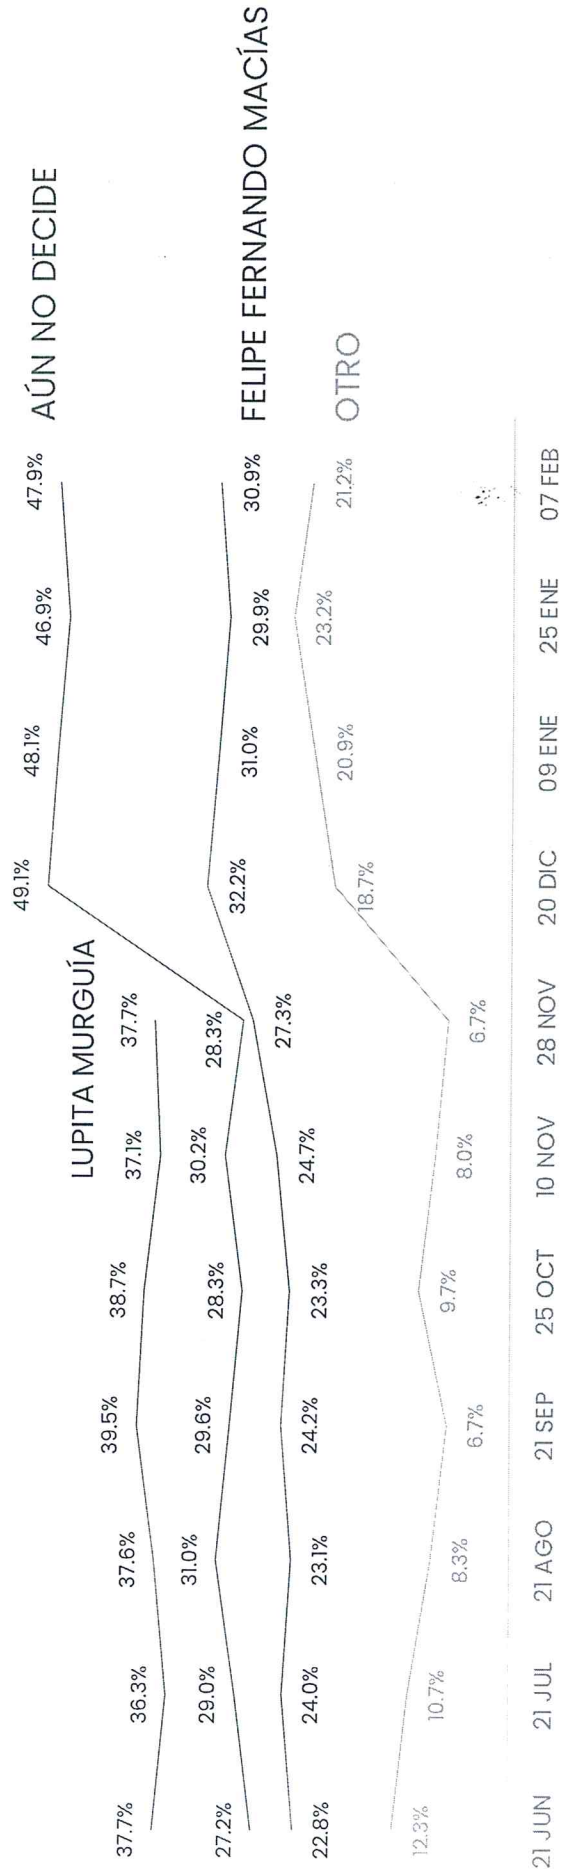 AÚN NO DECIDE
LUPITA MURGUÍA
FELIPE FERNANDO MACÍAS
OTRO
37.7% 36.3% 37.6% 39.5% 38.7% 37.1% 37.7%
27.2% 29.0% 31.0% 29.6% 28.3% 30.2% 28.3% 49.1% 48.1% 46.9% 47.9%
22.8% 24.0% 23.1% 24.2% 23.3% 24.7% 27.3% 32.2% 31.0% 29.9% 30.9%
12.3% 10.7% 8.3% 6.7% 9.7% 8.0% 6.7% 18.7% 20.9% 23.2% 21.2%
21 JUN 21 JUL 21 AGO 21 SEP 25 OCT 10 NOV 28 NOV 20 DIC 09 ENE 25 ENE 07 FEB